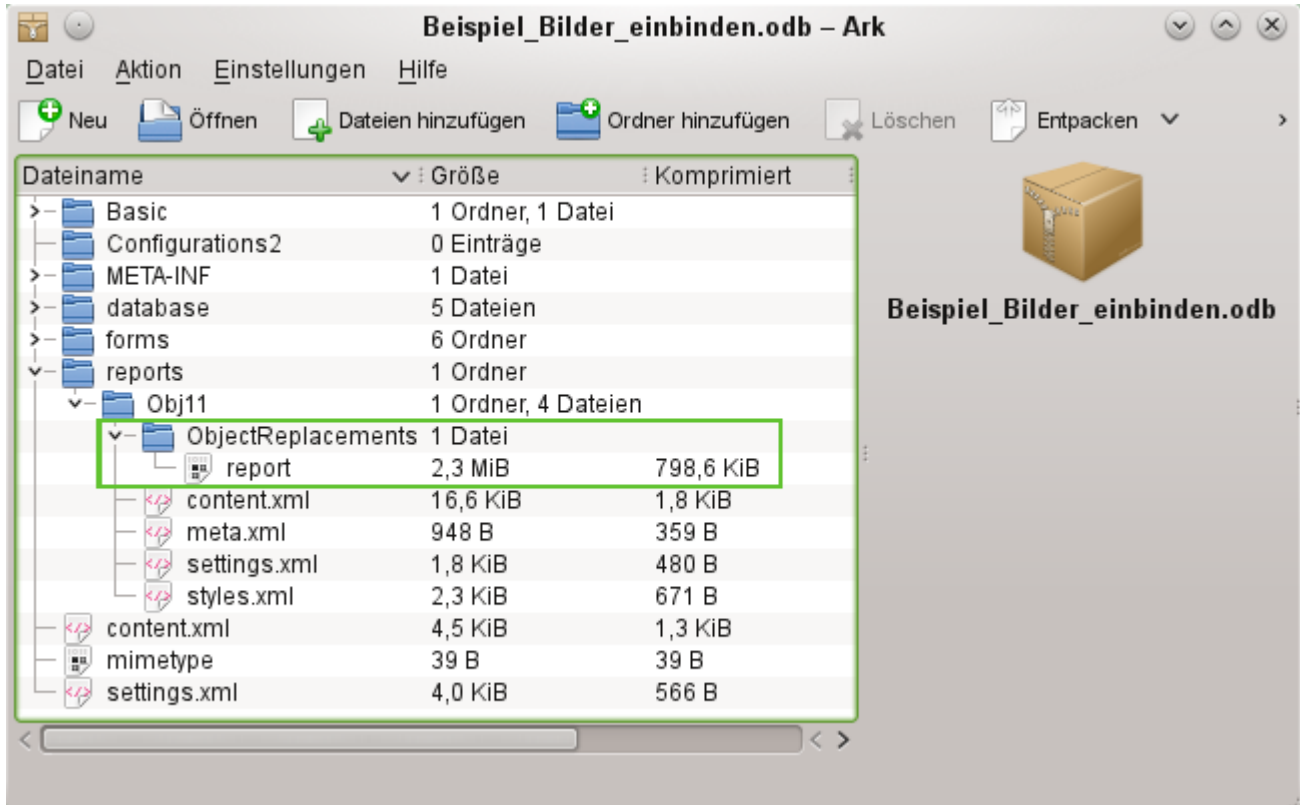 Beispiel_Bilder_einbinden.odb – Ark
Datei Aktion Einstellungen Hilfe
Neu Öffnen Dateien hinzufügen Ordner hinzufügen Löschen Entpacken
Dateiname Größe Komprimiert
Basic 1 Ordner, 1 Datei
Configurations2 0 Einträge
META-INF 1 Datei
database 5 Dateien
forms 6 Ordner
reports 1 Ordner
Obj11 1 Ordner, 4 Dateien
ObjectReplacements 1 Datei
report 2,3 MiB 798,6 KiB
content.xml 16,6 KiB 1,8 KiB
meta.xml 948 B 359 B
settings.xml 1,8 KiB 480 B
styles.xml 2,3 KiB 671 B
content.xml 4,5 KiB 1,3 KiB
mimetype 39 B 39 B
settings.xml 4,0 KiB 566 B
Beispiel_Bilder_einbinden.odb